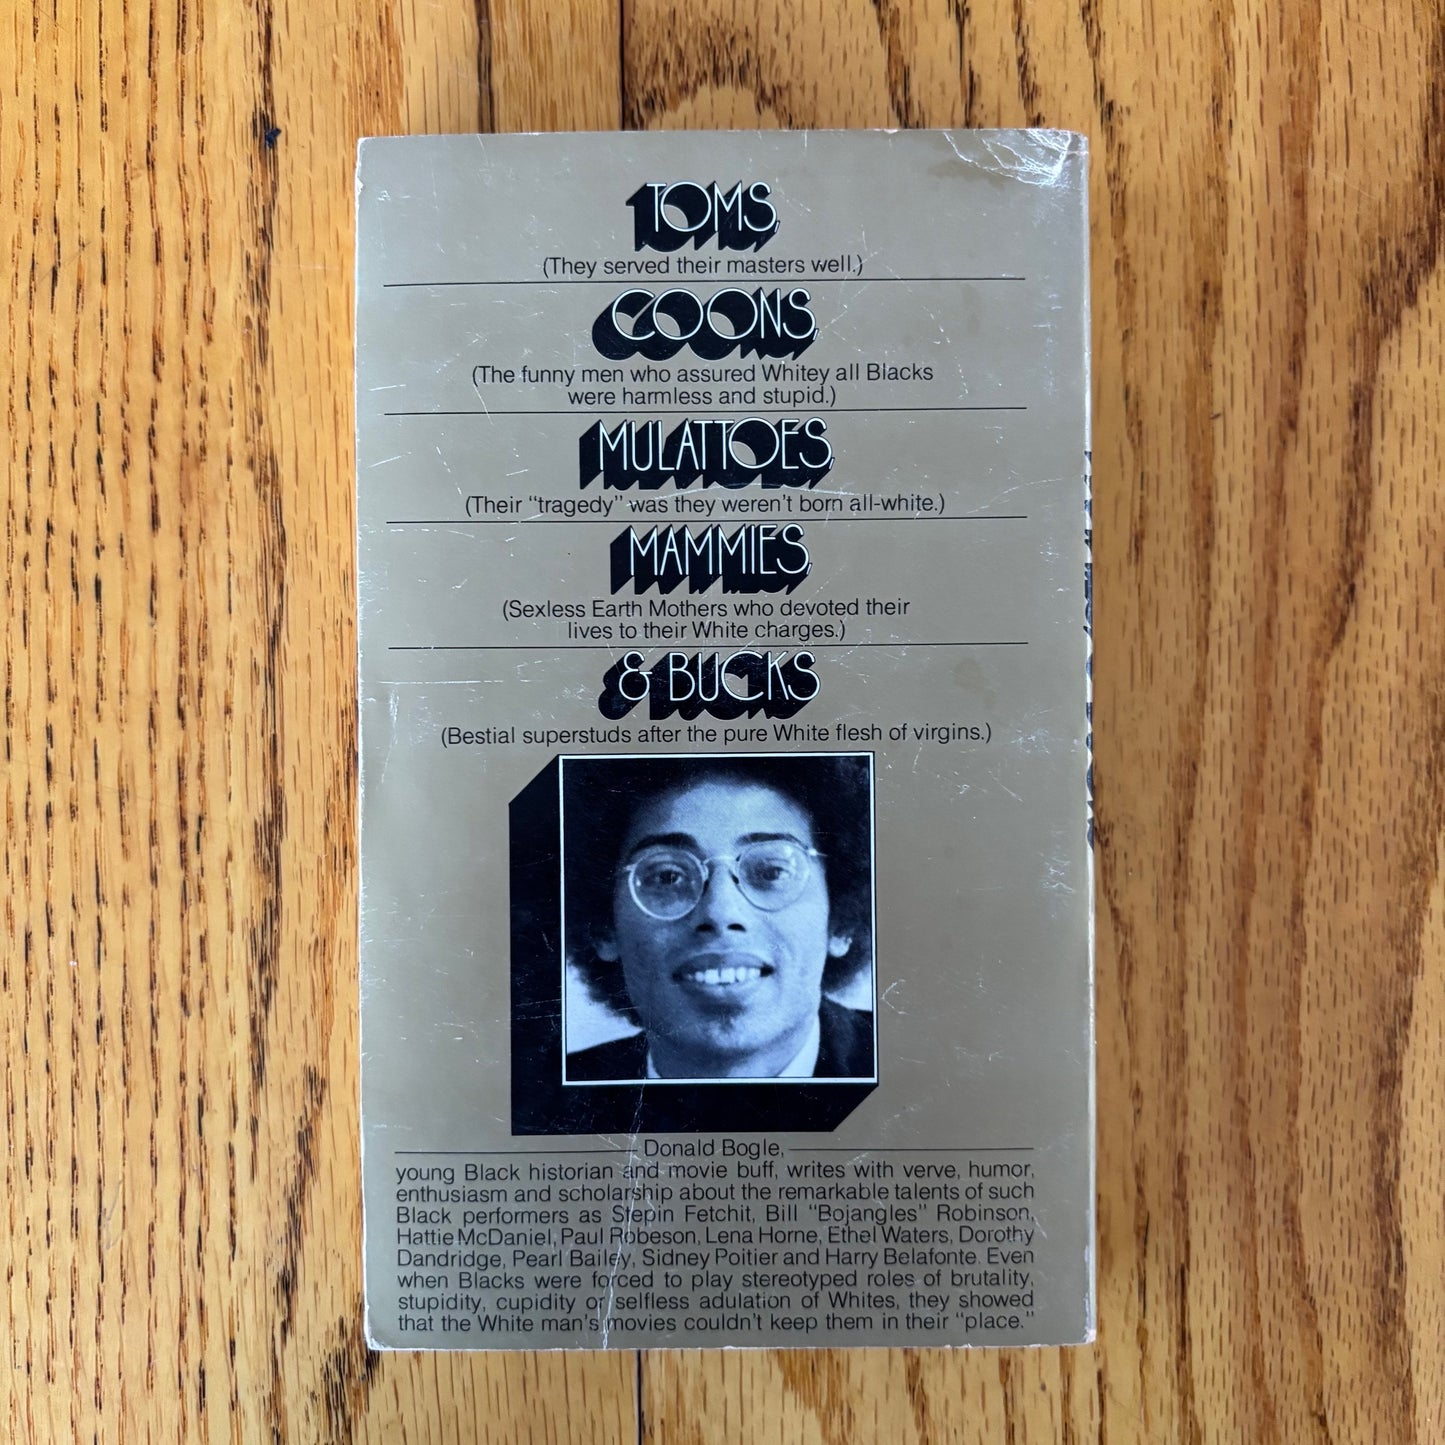 TOMS,
(They served their masters well.)
COONS,
(The funny men who assured Whitey all Blacks
were harmless and stupid.)
MULATTOES,
(Their "tragedy" was they weren't born all-white.)
MAMMIES,
(Sexless Earth Mothers who devoted their
lives to their White charges.)
& BUCKS
(Bestial superstuds after the pure White flesh of virgins.)
Donald Bogle,
young Black historian and movie buff, writes with verve, humor,
enthusiasm and scholarship about the remarkable talents of such
Black performers as Stepin Fetchit, Bill "Bojangles" Robinson,
Hattie McDaniel, Paul Robeson, Lena Horne, Ethel Waters, Dorothy
Dandridge, Pearl Bailey, Sidney Poitier and Harry Belafonte. Even
when Blacks were forced to play stereotyped roles of brutality,
stupidity, cupidity or selfless adulation of Whites, they showed
that the White man's movies couldn't keep them in their "place."